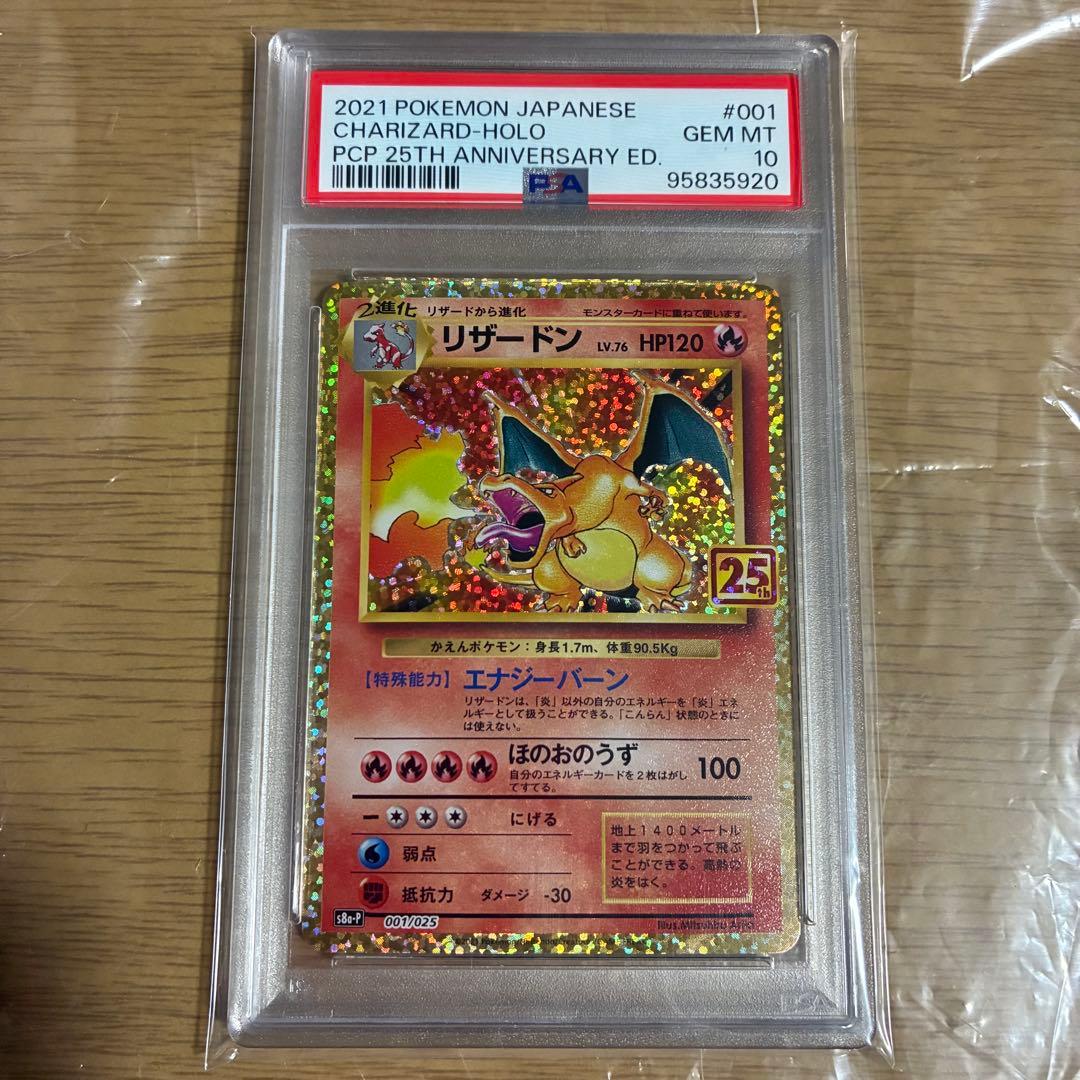 2021 POKEMON JAPANESE #001
CHARIZARD-HOLO GEM MT
PCP 25TH ANNIVERSARY ED. 10
PSA 95835920
2進化 リザードから進化 モンスターカードに重ねて使います。
リザードン LV.76 HP120
25th
かえんポケモン：身長1.7m、体重90.5Kg
【特殊能力】エナジーバーン
リザードンは、「炎」以外の自分のエネルギーを「炎」エネ
ルギーとして扱うことができる。「こんらん」状態のときに
は使えない。
ほのおのうず 100
自分のエネルギーカードを2枚はがし
てすてる。
ー にげる
弱点
抵抗力 ダメージ -30
地上1400メートル
まで羽をつかって飛ぶ
ことができる。高熱の
炎をはく。
s8a-P 001/025
Illus.Mitsuhiro Arita
PSA